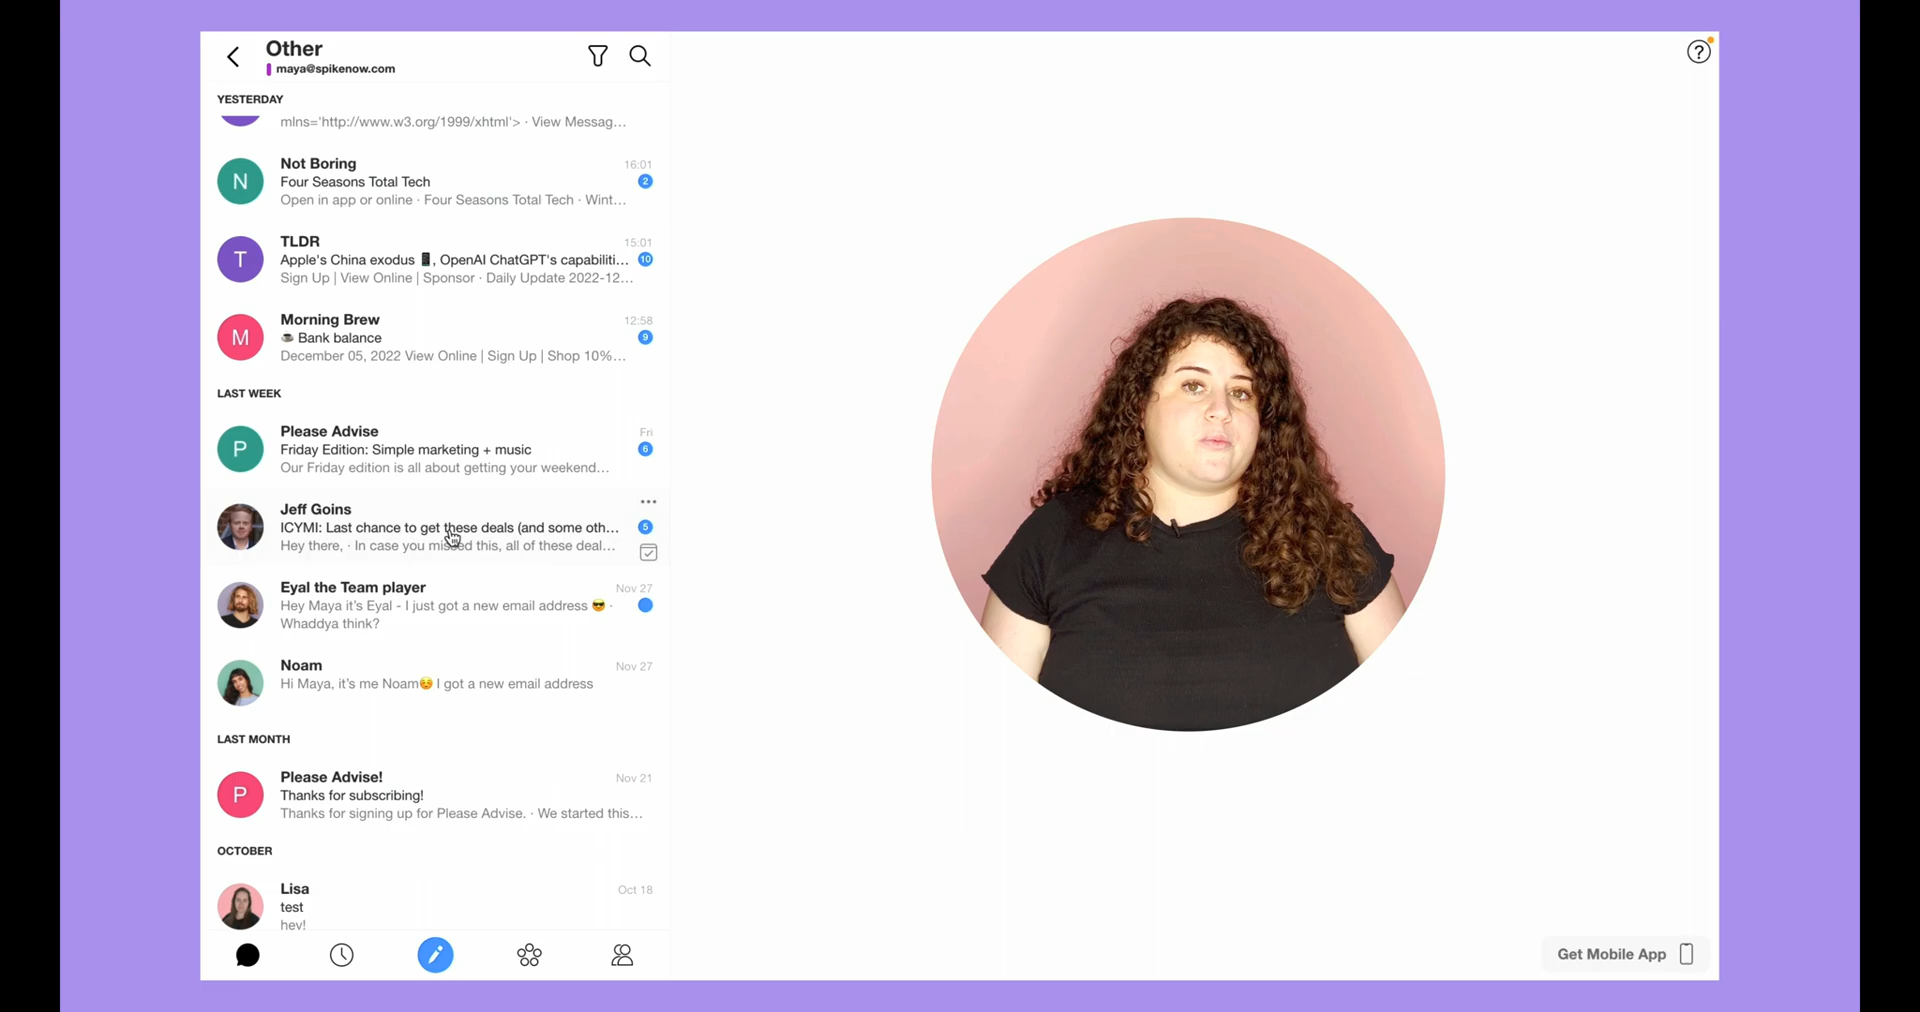 Other
maya@spikenow.com
YESTERDAY
mlns='http://www.w3.org/1999/xhtml'> · View Messag...
N
Not Boring
16:01
Four Seasons Total Tech
2
Open in app or online · Four Seasons Total Tech · Wint...
T
TLDR
15:01
Apple's China exodus 📱, OpenAI ChatGPT's capabiliti...
10
Sign Up | View Online | Sponsor · Daily Update 2022-12...
M
Morning Brew
12:58
☕ Bank balance
9
December 05, 2022 View Online | Sign Up | Shop 10%...
LAST WEEK
P
Please Advise
Fri
Friday Edition: Simple marketing + music
6
Our Friday edition is all about getting your weekend...
Jeff Goins
ICYMI: Last chance to get these deals (and some oth...
5
Hey there, · In case you missed this, all of these deal...
Eyal the Team player
Nov 27
Hey Maya it's Eyal - I just got a new email address 😎 ·
Whaddya think?
Noam
Nov 27
Hi Maya, it's me Noam☺️ I got a new email address
LAST MONTH
P
Please Advise!
Nov 21
Thanks for subscribing!
Thanks for signing up for Please Advise. · We started this...
OCTOBER
Lisa
Oct 18
test
hey!
?
Get Mobile App